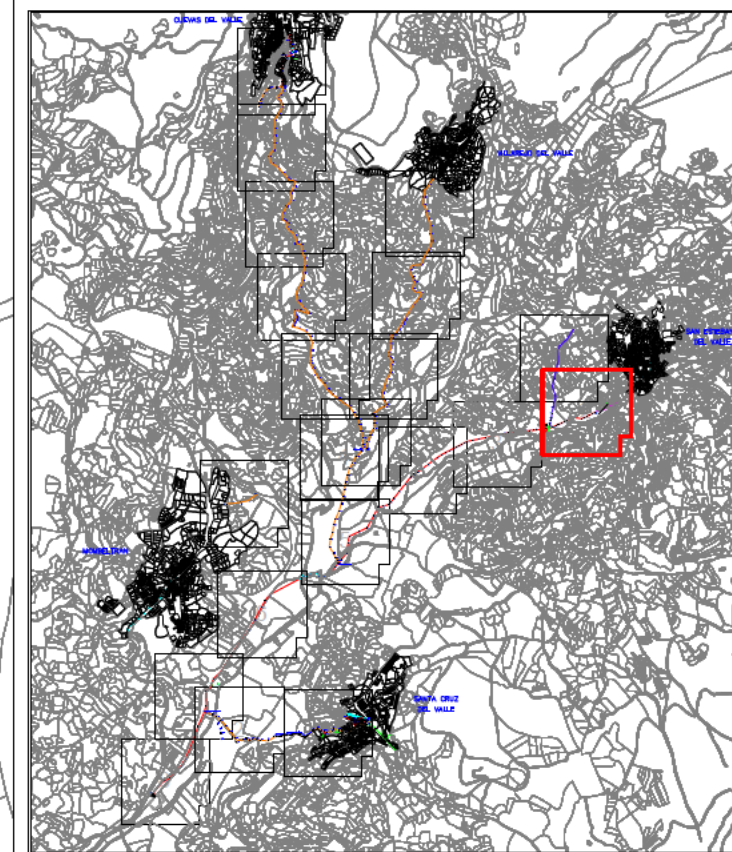 CUEVAS DEL VALLE
VILLAREJO DEL VALLE
SAN ESTEBAN
DEL VALLE
MOMBELTRAN
SANTA CRUZ
DEL VALLE